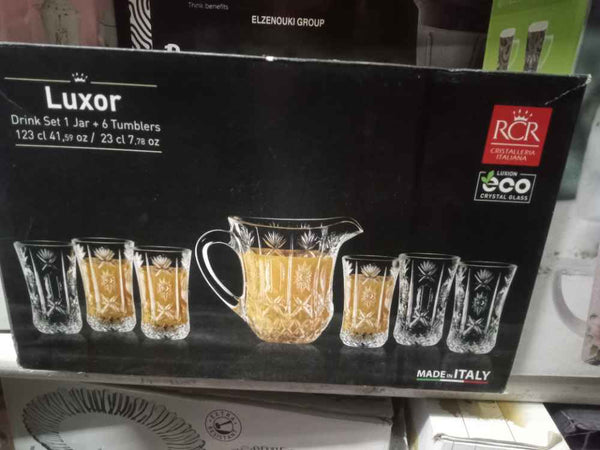 Think benefits
ELZENOUKI GROUP
Luxor
Drink Set 1 Jar + 6 Tumblers
123 cl 41,59 oz / 23 cl 7,78 oz
RCR
CRISTALLERIA
ITALIANA
LUXION
eco
CRYSTAL GLASS
MADE IN ITALY
EXTRA